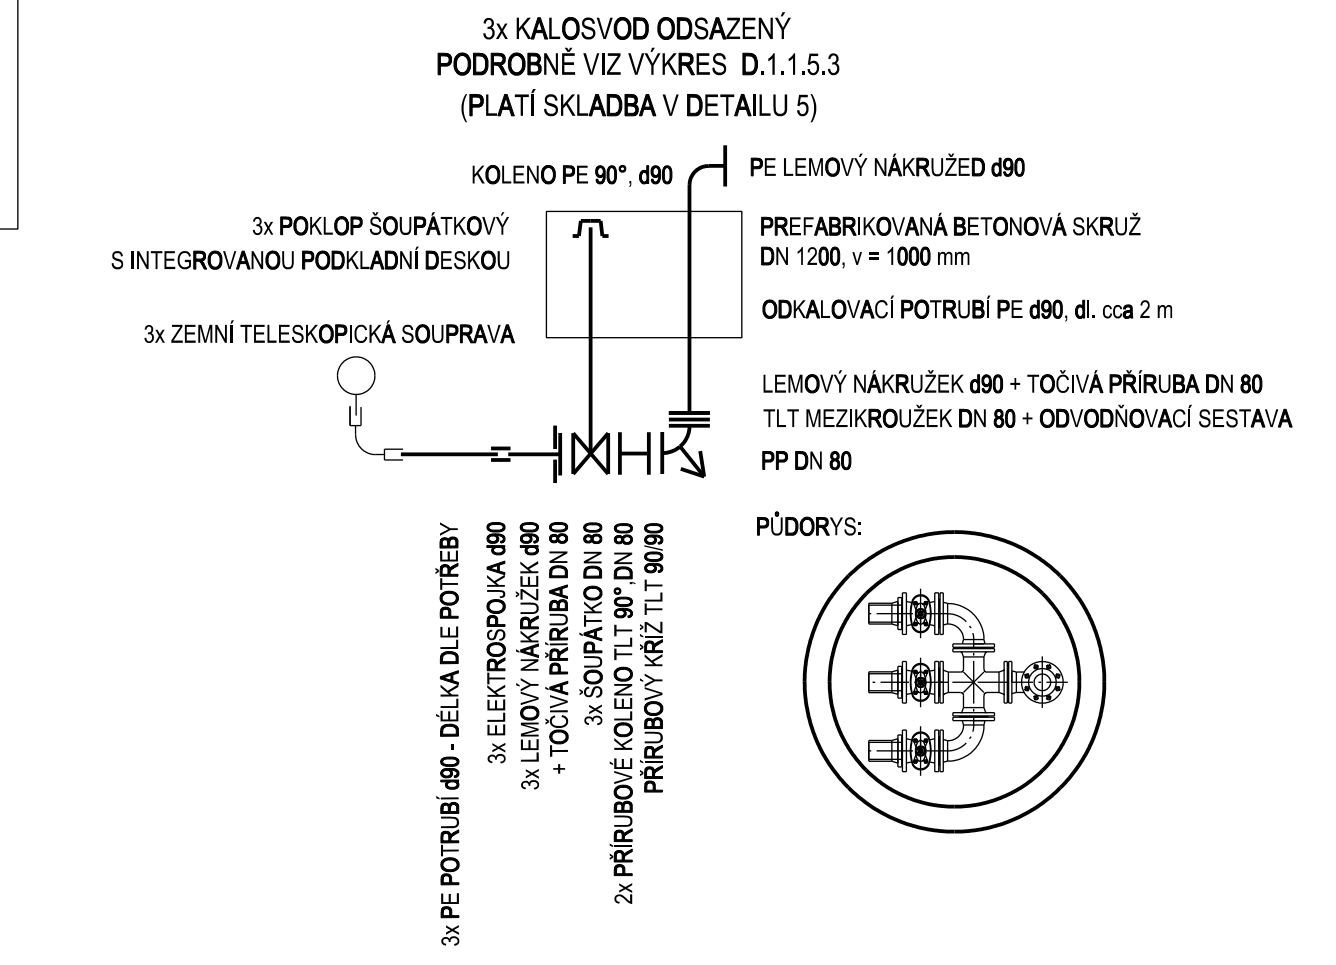 3x KALOSVOD ODSAZENÝ
PODROBNĚ VIZ VÝKRES D.1.1.5.3
(PLATÍ SKLADBA V DETAILU 5)
KOLENO PE 90°, d90
PE LEMOVÝ NÁKRUŽED d90
3x POKLOP ŠOUPÁTKOVÝ
S INTEGROVANOU PODKLADNÍ DESKOU
PREFABRIKOVANÁ BETONOVÁ SKRUŽ
DN 1200, v = 1000 mm
ODKALOVACÍ POTRUBÍ PE d90, dl. cca 2 m
3x ZEMNÍ TELESKOPICKÁ SOUPRAVA
LEMOVÝ NÁKRUŽEK d90 + TOČIVÁ PŘÍRUBA DN 80
TLT MEZIKROUŽEK DN 80 + ODVODŇOVACÍ SESTAVA
PP DN 80
3x PE POTRUBÍ d90 - DÉLKA DLE POTŘEBY
3x ELEKTROSPOJKA d90
3x LEMOVÝ NÁKRUŽEK d90
+ TOČIVÁ PŘÍRUBA DN 80
3x ŠOUPÁTKO DN 80
2x PŘÍRUBOVÉ KOLENO TLT 90°,DN 80
PŘÍRUBOVÝ KŘÍŽ TLT 90/90
PŮDORYS: